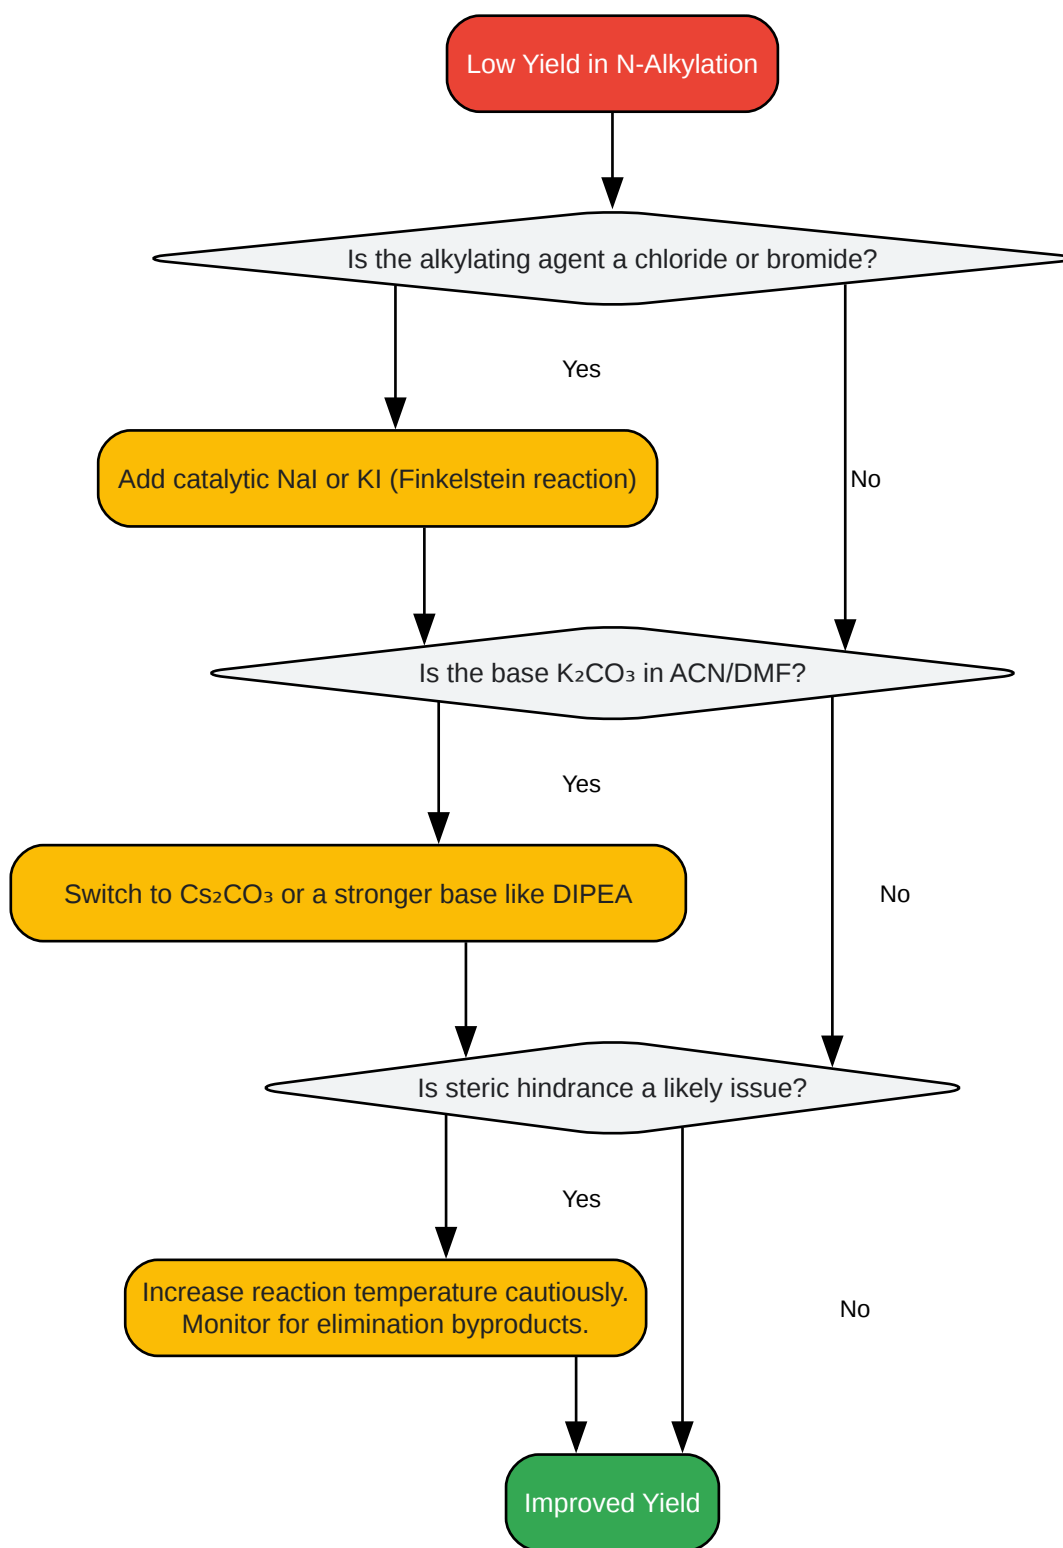 Low Yield in N-Alkylation
Is the alkylating agent a chloride or bromide?
Yes
Add catalytic NaI or KI (Finkelstein reaction)
No
Is the base K₂CO₃ in ACN/DMF?
Yes
Switch to Cs₂CO₃ or a stronger base like DIPEA
No
Is steric hindrance a likely issue?
Yes
Increase reaction temperature cautiously.
Monitor for elimination byproducts.
No
Improved Yield